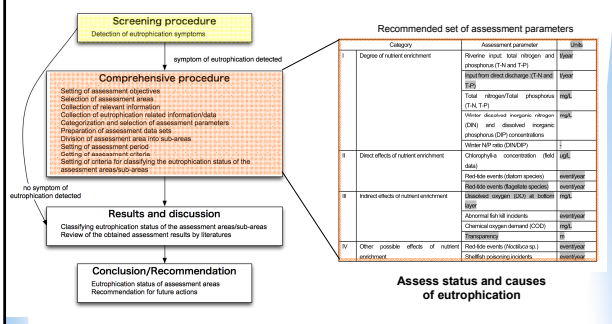 Screening procedure
Detection of eutrophication symptoms
symptom of eutrophication detected
Comprehensive procedure
Setting of assessment objectives
Selection of assessment areas
Collection of relevant information
Collection of eutrophication related information/data
Categorization and selection of assessment parameters
Preparation of assessment data sets
Division of assessment area into sub-areas
Setting of assessment period
Setting of assessment criteria
Setting of criteria for classifying the eutrophication status of the
assessment areas/sub-areas
no symptom of
eutrophication detected
Results and discussion
Classifying eutrophication status of the assessment areas/sub-areas
Review of the obtained assessment results by literatures
Conclusion/Recommendation
Eutrophication status of assessment areas
Recommendation for future actions
Recommended set of assessment parameters
Category Assessment parameter Units
I Degree of nutrient enrichment Riverine input: total nitrogen and t/year
phosphorus (T-N and T-P)
Input from direct discharge (T-N and t/year
T-P)
Total nitrogen/Total phosphorus mg/L
(T-N, T-P)
Winter dissolved inorganic nitrogen mg/L
(DIN) and dissolved inorganic
phosphorus (DIP) concentrations
Winter N/P ratio (DIN/DIP) -
II Direct effects of nutrient enrichment Chlorophyll-a concentration (field ug/L
data)
Red-tide events (diatom species) event/year
Red-tide events (flagellate species) event/year
III Indirect effects of nutrient enrichment Dissolved oxygen (DO) at bottom mg/L
layer
Abnormal fish kill incidents event/year
Chemical oxygen demand (COD) mg/L
Transparency m
IV Other possible effects of nutrient Red-tide events (Noctiluca sp.) event/year
enrichment Shellfish poisoning incidents event/year
Assess status and causes
of eutrophication